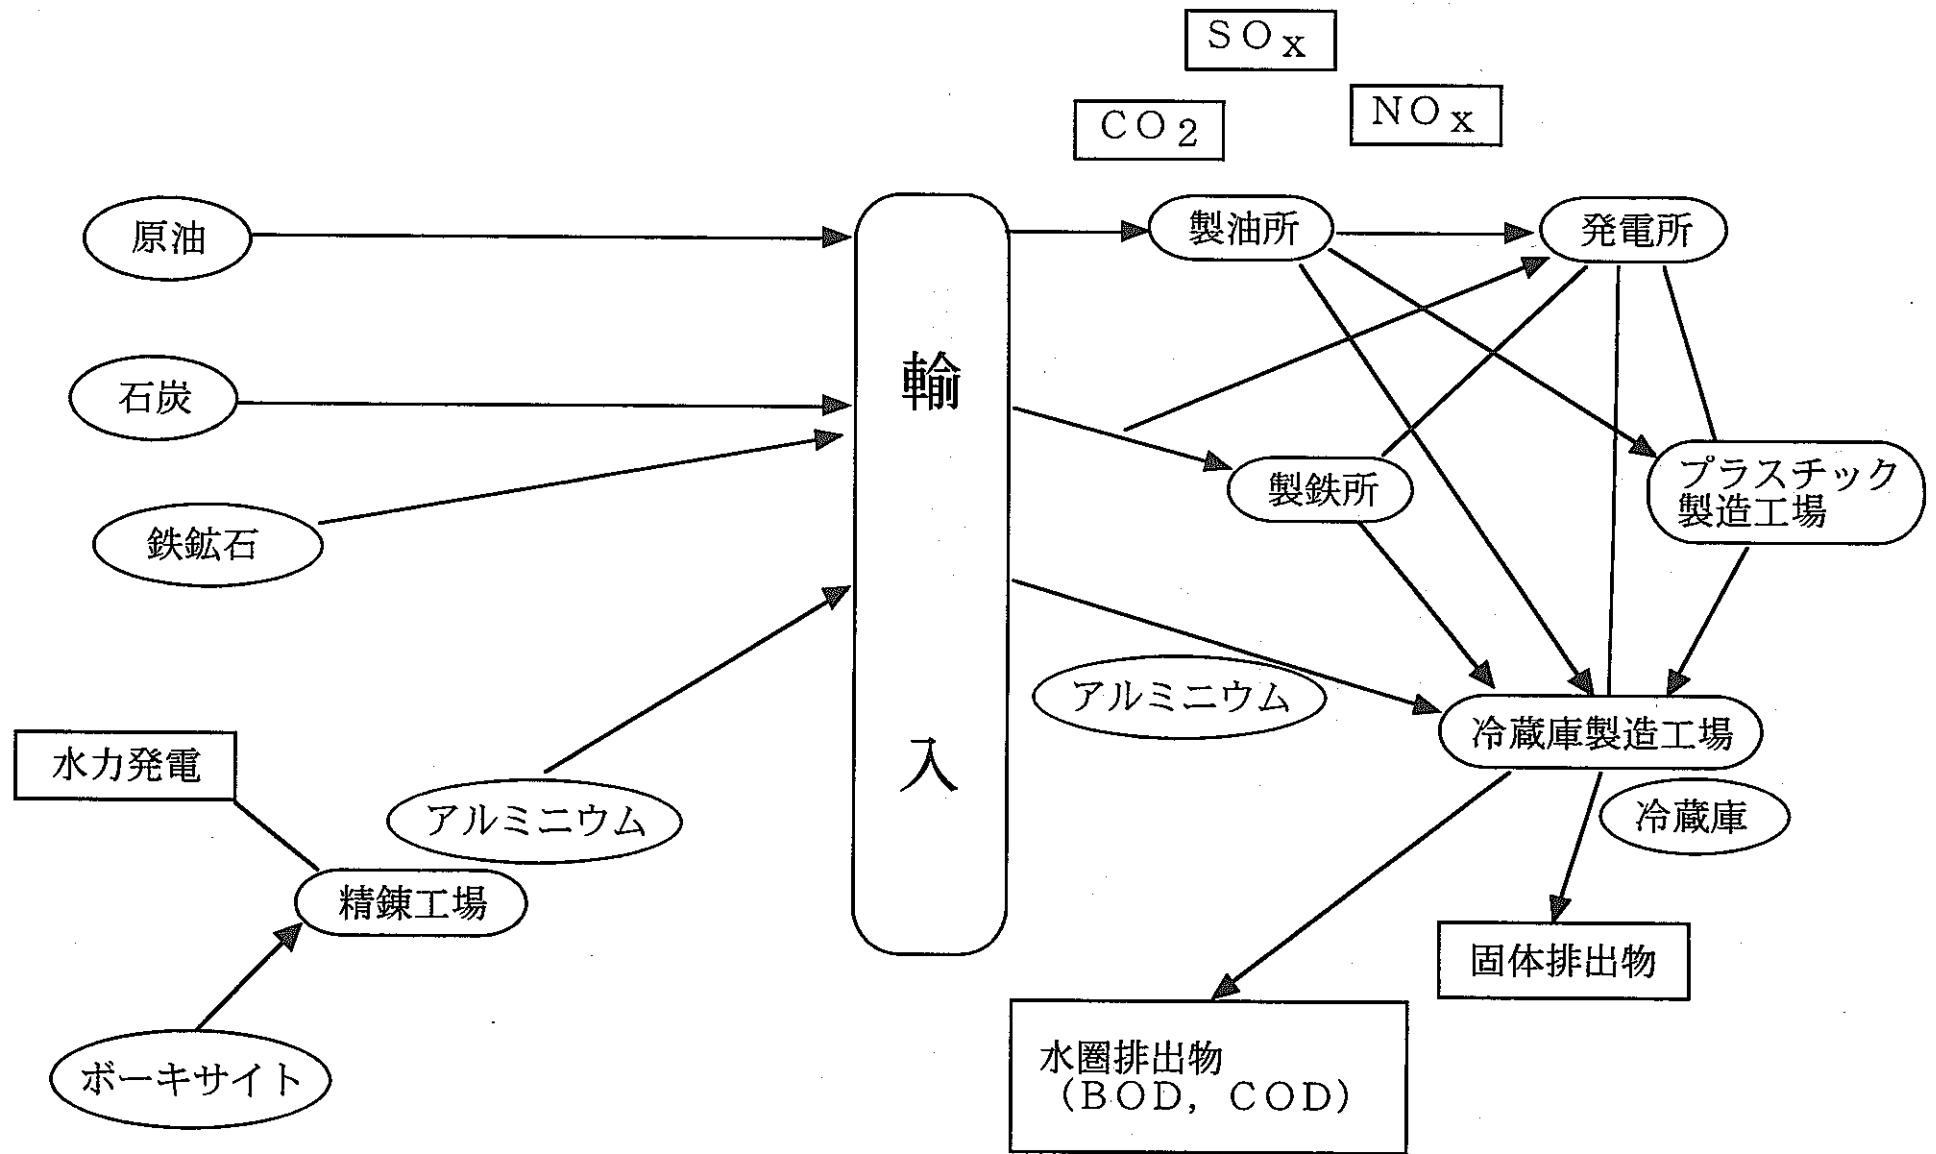 SOx
CO2
NOx
原油
製油所
発電所
石炭
輸入
製鉄所
プラスチック
製造工場
鉄鉱石
アルミニウム
冷蔵庫製造工場
水力発電
アルミニウム
冷蔵庫
精錬工場
固体排出物
ボーキサイト
水圏排出物
(BOD, COD)